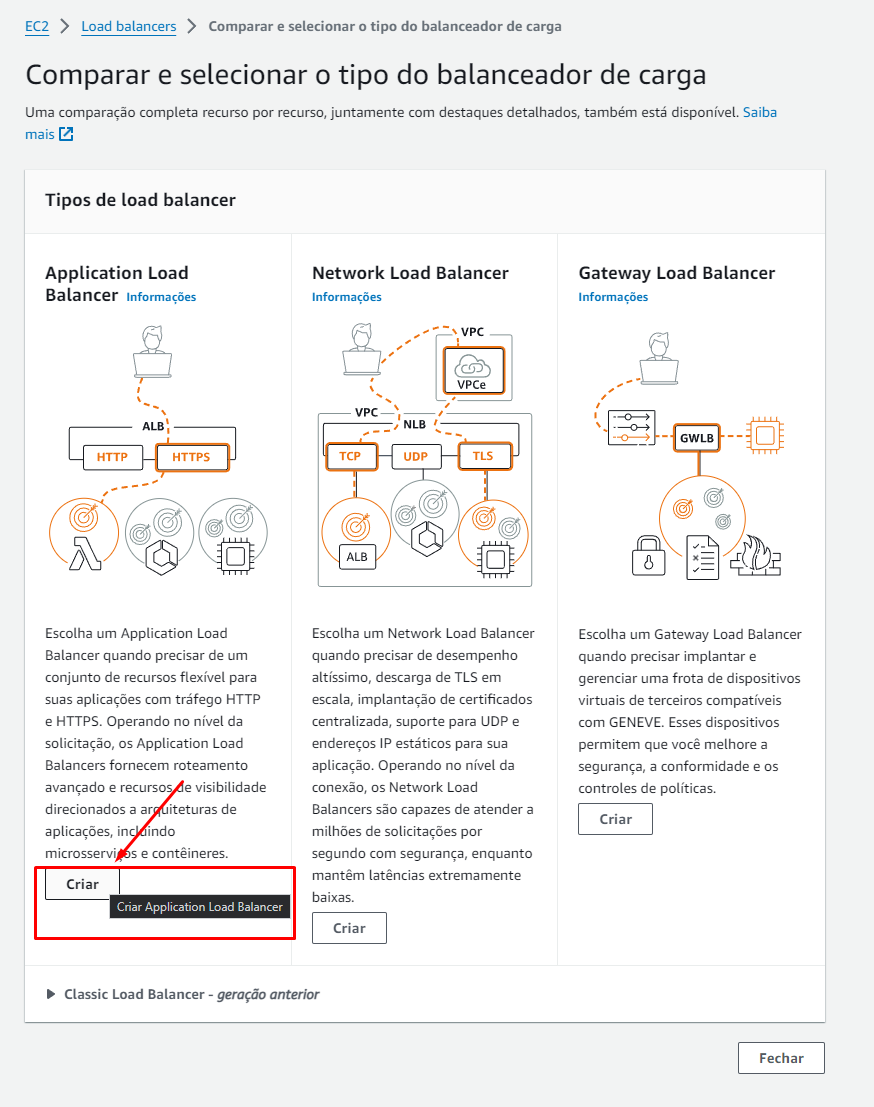 EC2 > Load balancers > Comparar e selecionar o tipo do balanceador de carga
Comparar e selecionar o tipo do balanceador de carga
Uma comparação completa recurso por recurso, juntamente com destaques detalhados, também está disponível. Saiba
mais
Tipos de load balancer
Application Load
Balancer Informações
ALB
HTTP
HTTPS
Escolha um Application Load
Balancer quando precisar de um
conjunto de recursos flexível para
suas aplicações com tráfego HTTP
e HTTPS. Operando no nível da
solicitação, os Application Load
Balancers fornecem roteamento
avançado e recursos de visibilidade
direcionados a arquiteturas de
aplicações, incluindo
microsserviços e contêineres.
Criar
Criar Application Load Balancer
Network Load Balancer
Informações
VPC
VPCe
VPC
NLB
TCP
UDP
TLS
ALB
Escolha um Network Load Balancer
quando precisar de desempenho
altíssimo, descarga de TLS em
escala, implantação de certificados
centralizada, suporte para UDP e
endereços IP estáticos para sua
aplicação. Operando no nível da
conexão, os Network Load
Balancers são capazes de atender a
milhões de solicitações por
segundo com segurança, enquanto
mantêm latências extremamente
baixas.
Criar
Gateway Load Balancer
Informações
GWLB
Escolha um Gateway Load Balancer
quando precisar implantar e
gerenciar uma frota de dispositivos
virtuais de terceiros compatíveis
com GENEVE. Esses dispositivos
permitem que você melhore a
segurança, a conformidade e os
controles de políticas.
Criar
Classic Load Balancer - geração anterior
Fechar